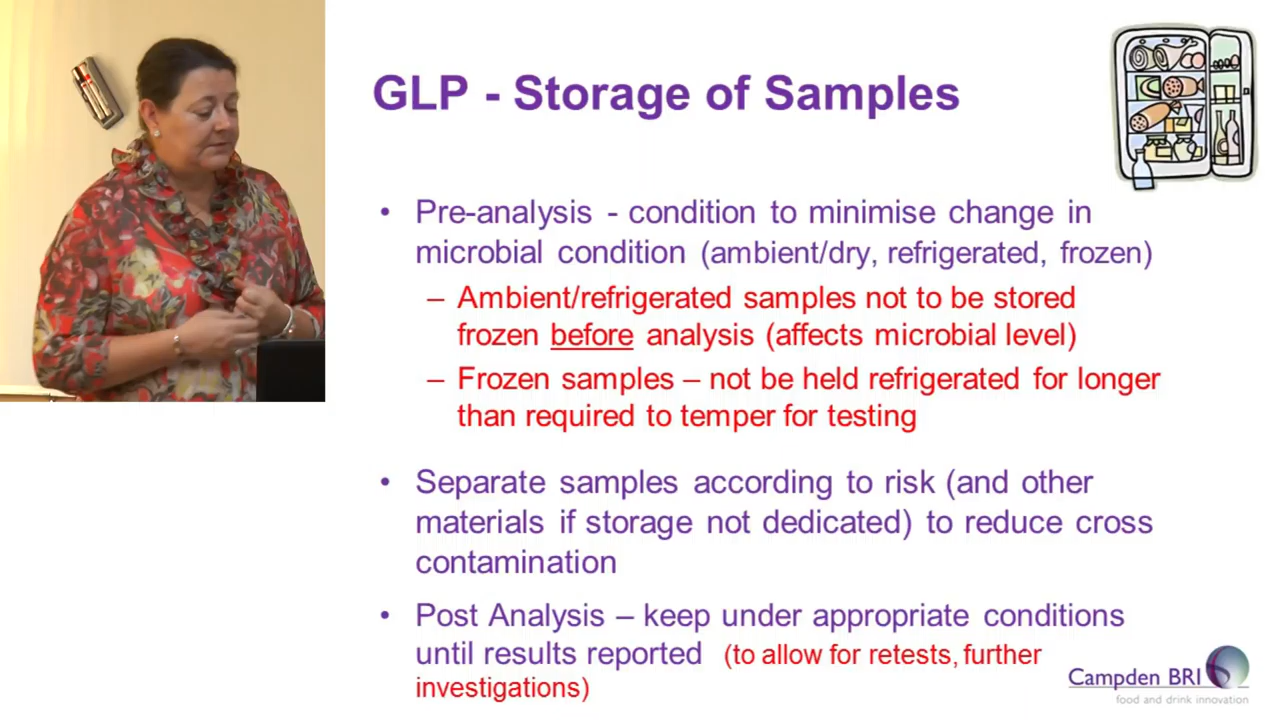 GLP - Storage of Samples
• Pre-analysis - condition to minimise change in
microbial condition (ambient/dry, refrigerated, frozen)
– Ambient/refrigerated samples not to be stored
frozen before analysis (affects microbial level)
– Frozen samples – not be held refrigerated for longer
than required to temper for testing
• Separate samples according to risk (and other
materials if storage not dedicated) to reduce cross
contamination
• Post Analysis – keep under appropriate conditions
until results reported (to allow for retests, further
investigations)
Campden BRI
food and drink innovation